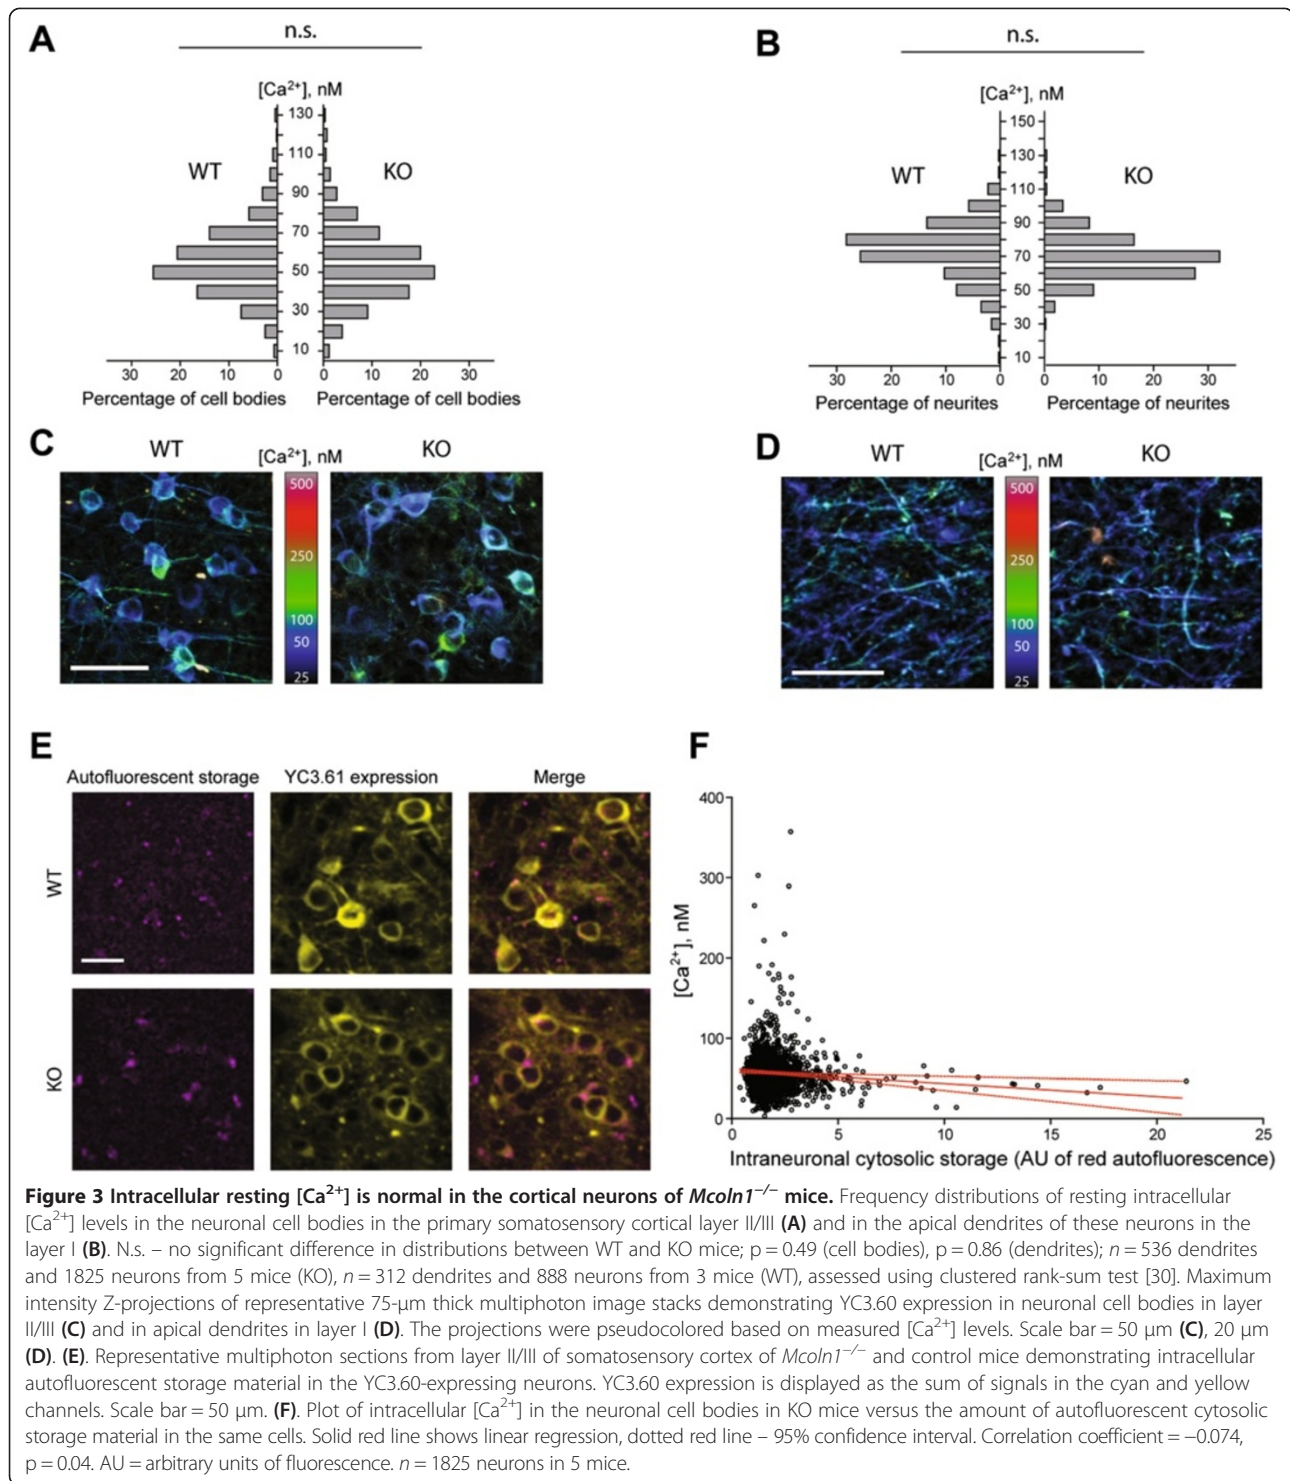 A
n.s.
[Ca²⁺], nM
WT
KO
130
110
90
70
50
30
10
30 20 10 0 0 10 20 30
Percentage of cell bodies Percentage of cell bodies
B
n.s.
[Ca²⁺], nM
WT
KO
150
130
110
90
70
50
30
10
30 20 10 0 0 10 20 30
Percentage of neurites Percentage of neurites
C
WT [Ca²⁺], nM KO
500
250
100
50
25
D
WT [Ca²⁺], nM KO
500
250
100
50
25
E
Autofluorescent storage YC3.61 expression Merge
WT
KO
F
[Ca²⁺], nM
400
300
200
100
0
0 5 10 15 20 25
Intraneuronal cytosolic storage (AU of red autofluorescence)
Figure 3 Intracellular resting [Ca²⁺] is normal in the cortical neurons of Mcoln1⁻/⁻ mice. Frequency distributions of resting intracellular
[Ca²⁺] levels in the neuronal cell bodies in the primary somatosensory cortical layer II/III (A) and in the apical dendrites of these neurons in the
layer I (B). N.s. – no significant difference in distributions between WT and KO mice; p = 0.49 (cell bodies), p = 0.86 (dendrites); n = 536 dendrites
and 1825 neurons from 5 mice (KO), n = 312 dendrites and 888 neurons from 3 mice (WT), assessed using clustered rank-sum test [30]. Maximum
intensity Z-projections of representative 75-μm thick multiphoton image stacks demonstrating YC3.60 expression in neuronal cell bodies in layer
II/III (C) and in apical dendrites in layer I (D). The projections were pseudocolored based on measured [Ca²⁺] levels. Scale bar = 50 μm (C), 20 μm
(D). (E). Representative multiphoton sections from layer II/III of somatosensory cortex of Mcoln1⁻/⁻ and control mice demonstrating intracellular
autofluorescent storage material in the YC3.60-expressing neurons. YC3.60 expression is displayed as the sum of signals in the cyan and yellow
channels. Scale bar = 50 μm. (F). Plot of intracellular [Ca²⁺] in the neuronal cell bodies in KO mice versus the amount of autofluorescent cytosolic
storage material in the same cells. Solid red line shows linear regression, dotted red line – 95% confidence interval. Correlation coefficient = −0.074,
p = 0.04. AU = arbitrary units of fluorescence. n = 1825 neurons in 5 mice.